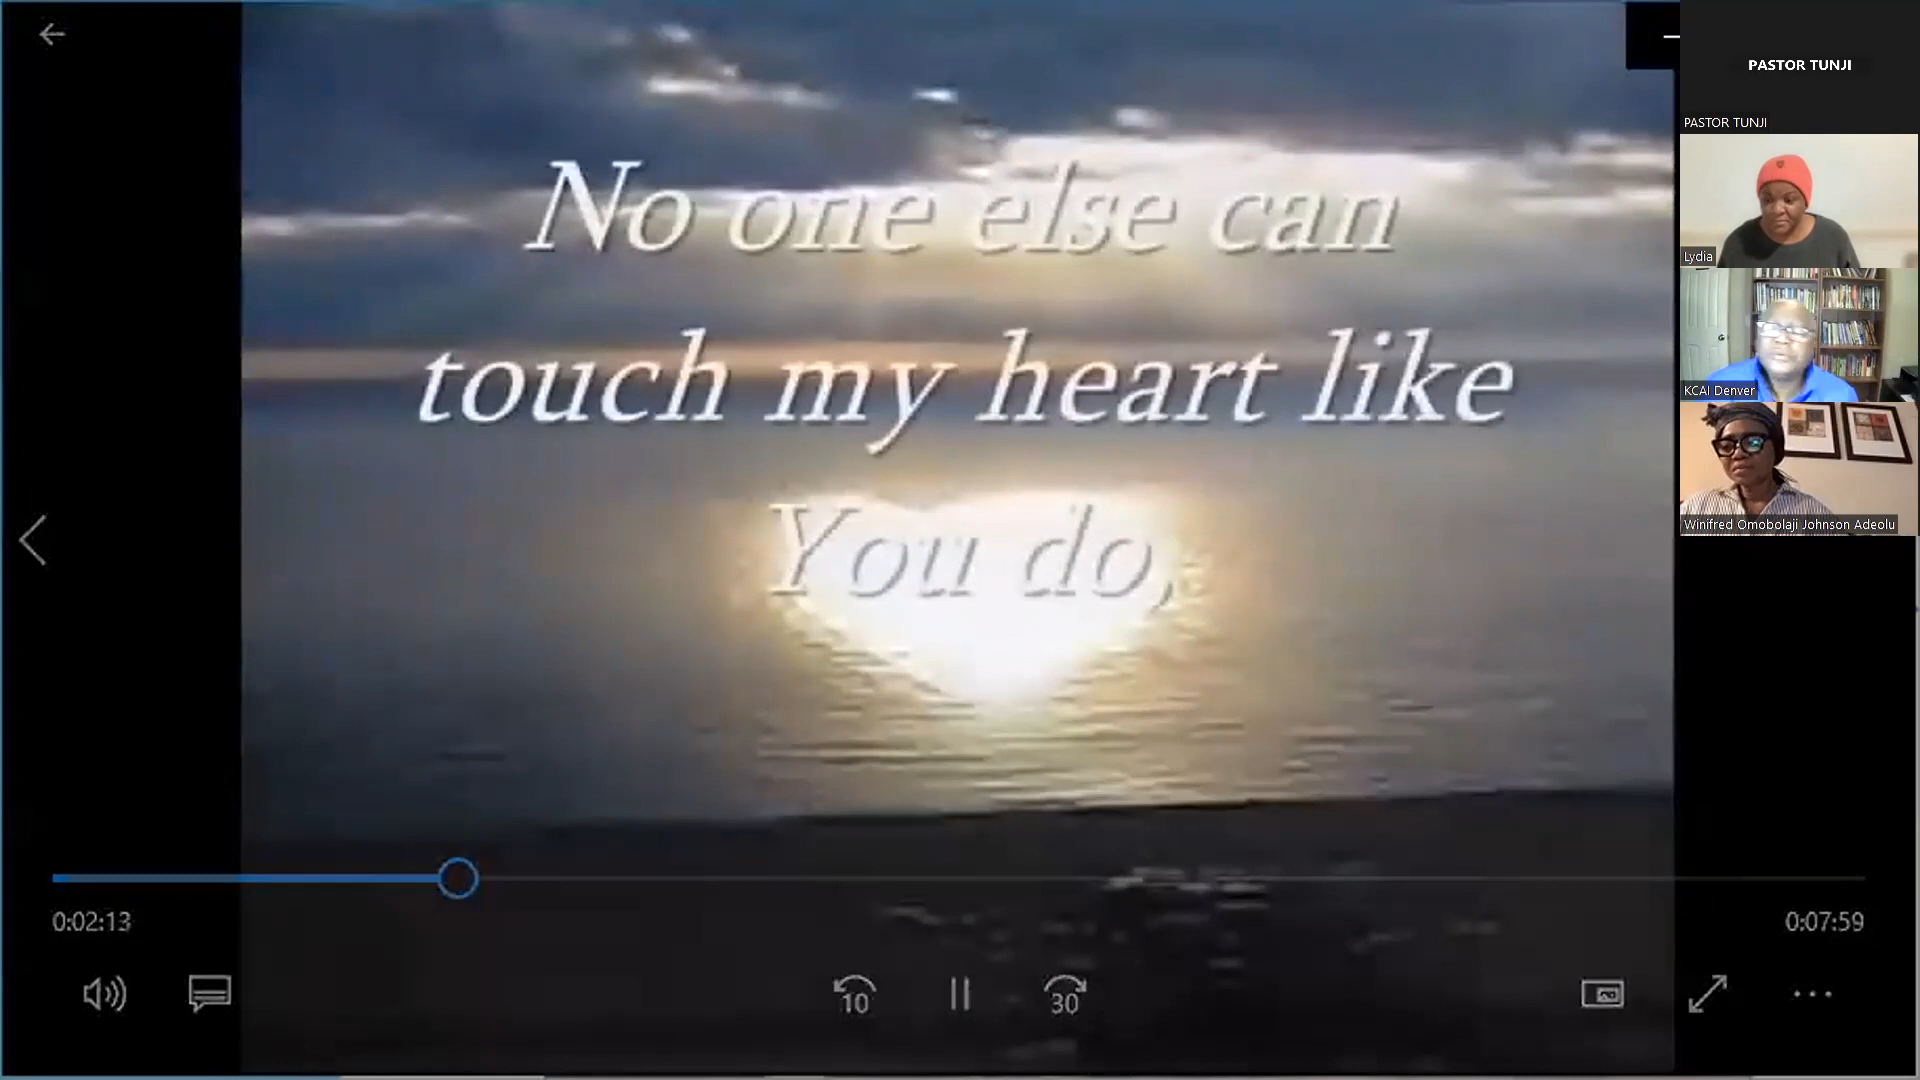 No one else can
touch my heart like
You do,
0:02:13
0:07:59
10
30
PASTOR TUNJI
PASTOR TUNJI
Lydia
KCAI Denver
Winifred Omobolaji Johnson Adeolu